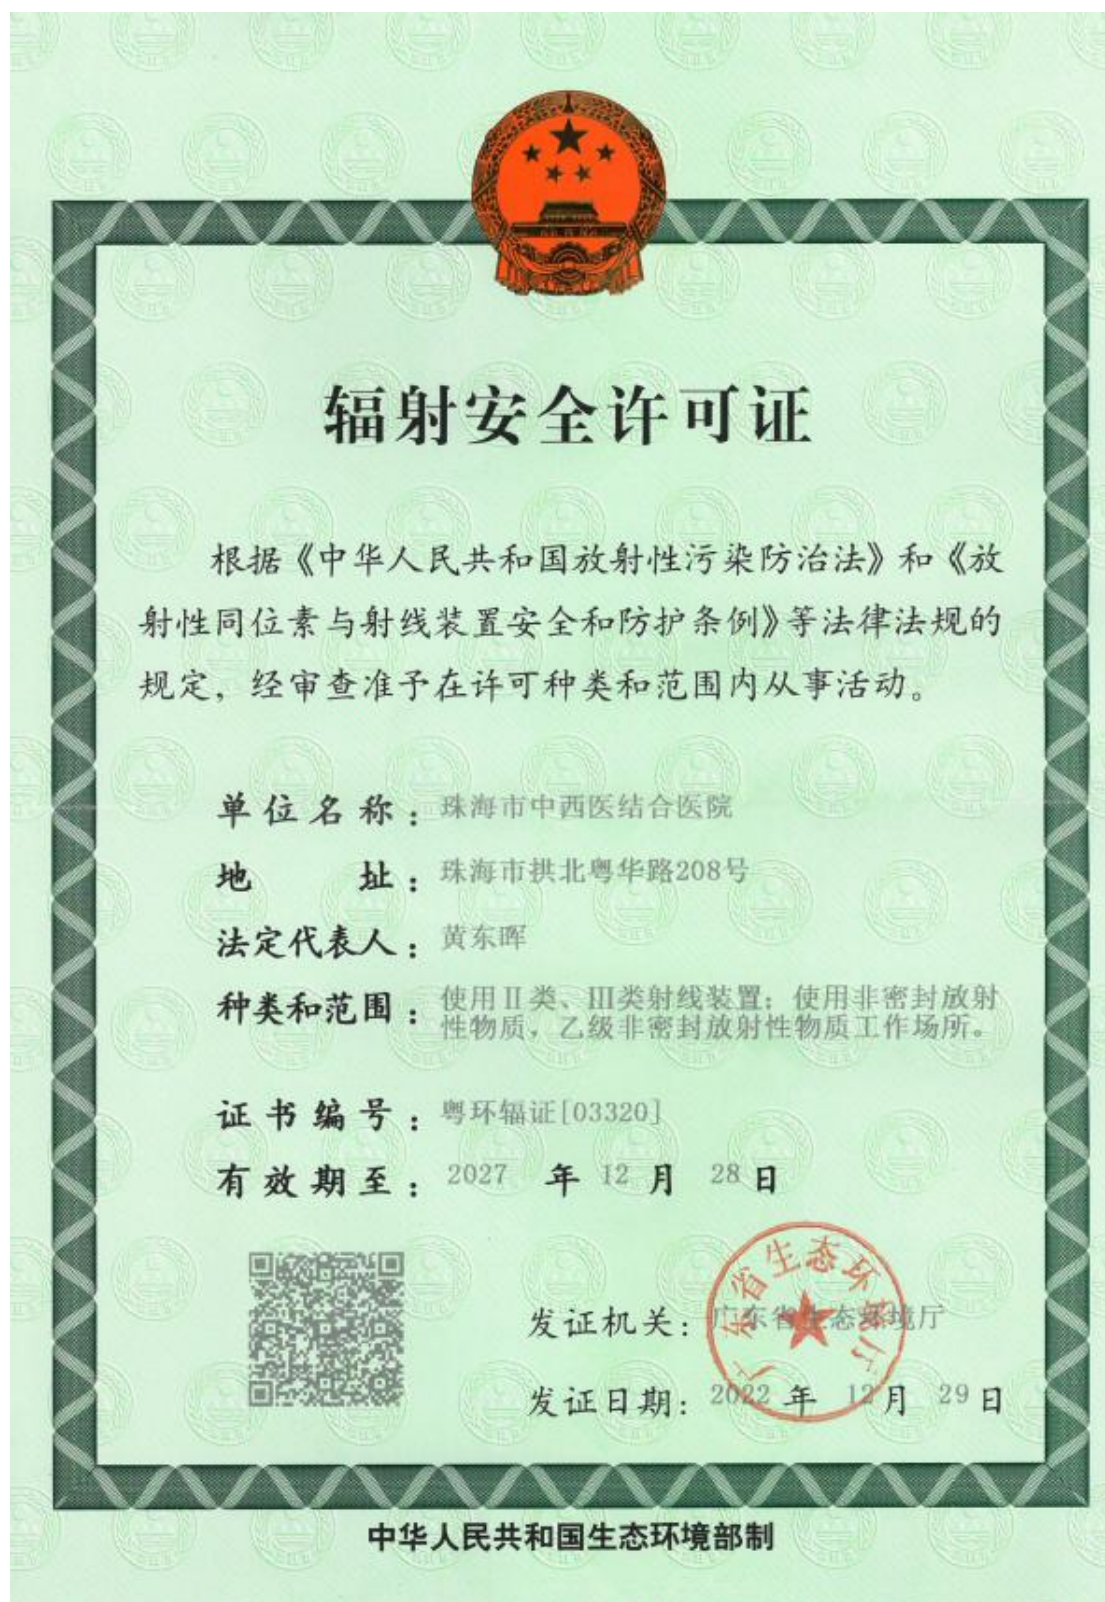 辐射安全许可证
根据《中华人民共和国放射性污染防治法》和《放
射性同位素与射线装置安全和防护条例》等法律法规的
规定，经审查准予在许可种类和范围内从事活动。
单位名称：珠海市中西医结合医院
地址：珠海市拱北粤华路208号
法定代表人：黄东晖
种类和范围：使用Ⅱ类、Ⅲ类射线装置；使用非密封放射
性物质，乙级非密封放射性物质工作场所。
证书编号：粤环辐证[03320]
有效期至：2027 年 12 月 28 日
广东省生态环境厅
发证机关：广东省生态环境厅
发证日期：2022 年 12 月 29 日
中华人民共和国生态环境部制